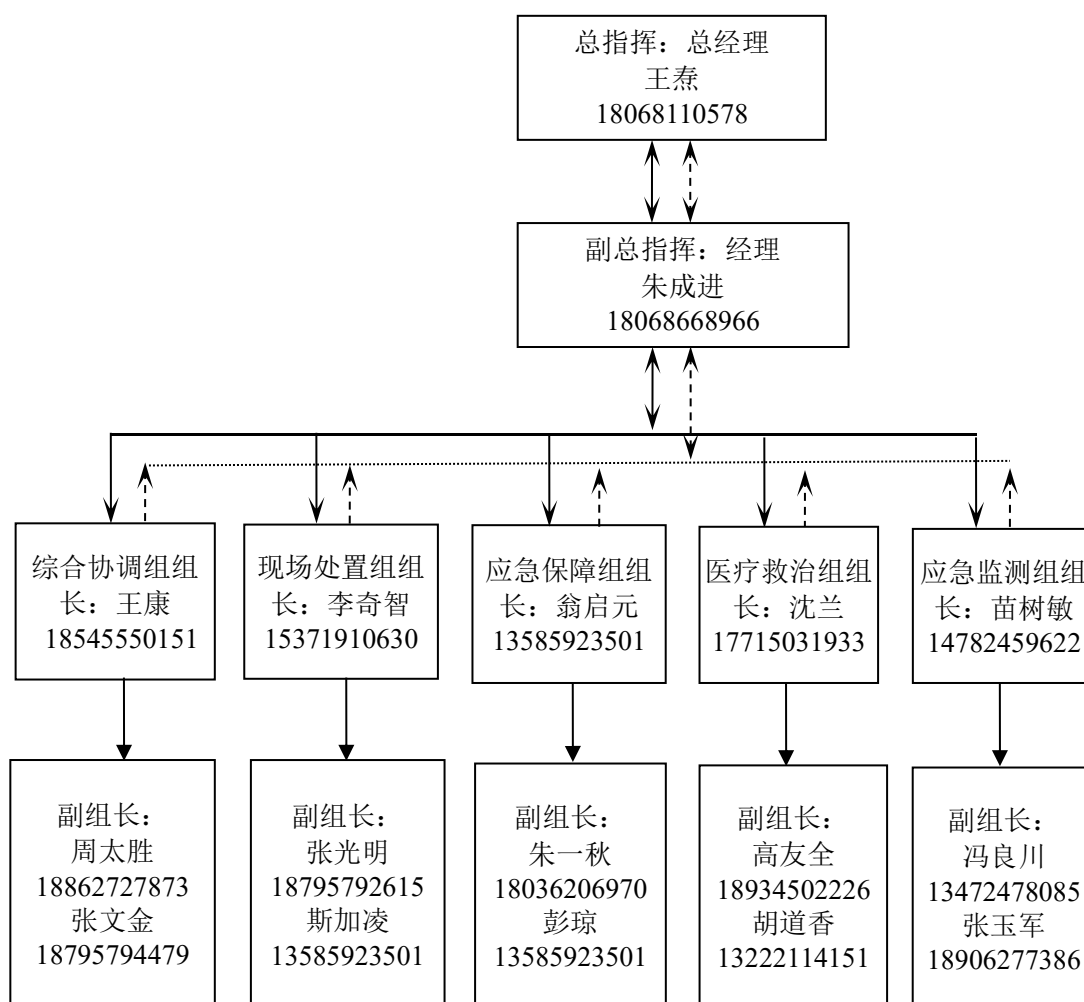 总指挥：总经理
王焘
18068110578
副总指挥：经理
朱成进
18068668966
综合协调组组
长：王康
18545550151
现场处置组组
长：李奇智
15371910630
应急保障组组
长：翁启元
13585923501
医疗救治组组
长：沈兰
17715031933
应急监测组组
长：苗树敏
14782459622
副组长：
周太胜
18862727873
张文金
18795794479
副组长：
张光明
18795792615
斯加凌
13585923501
副组长：
朱一秋
18036206970
彭琼
13585923501
副组长：
高友全
18934502226
胡道香
13222114151
副组长：
冯良川
13472478085
张玉军
18906277386